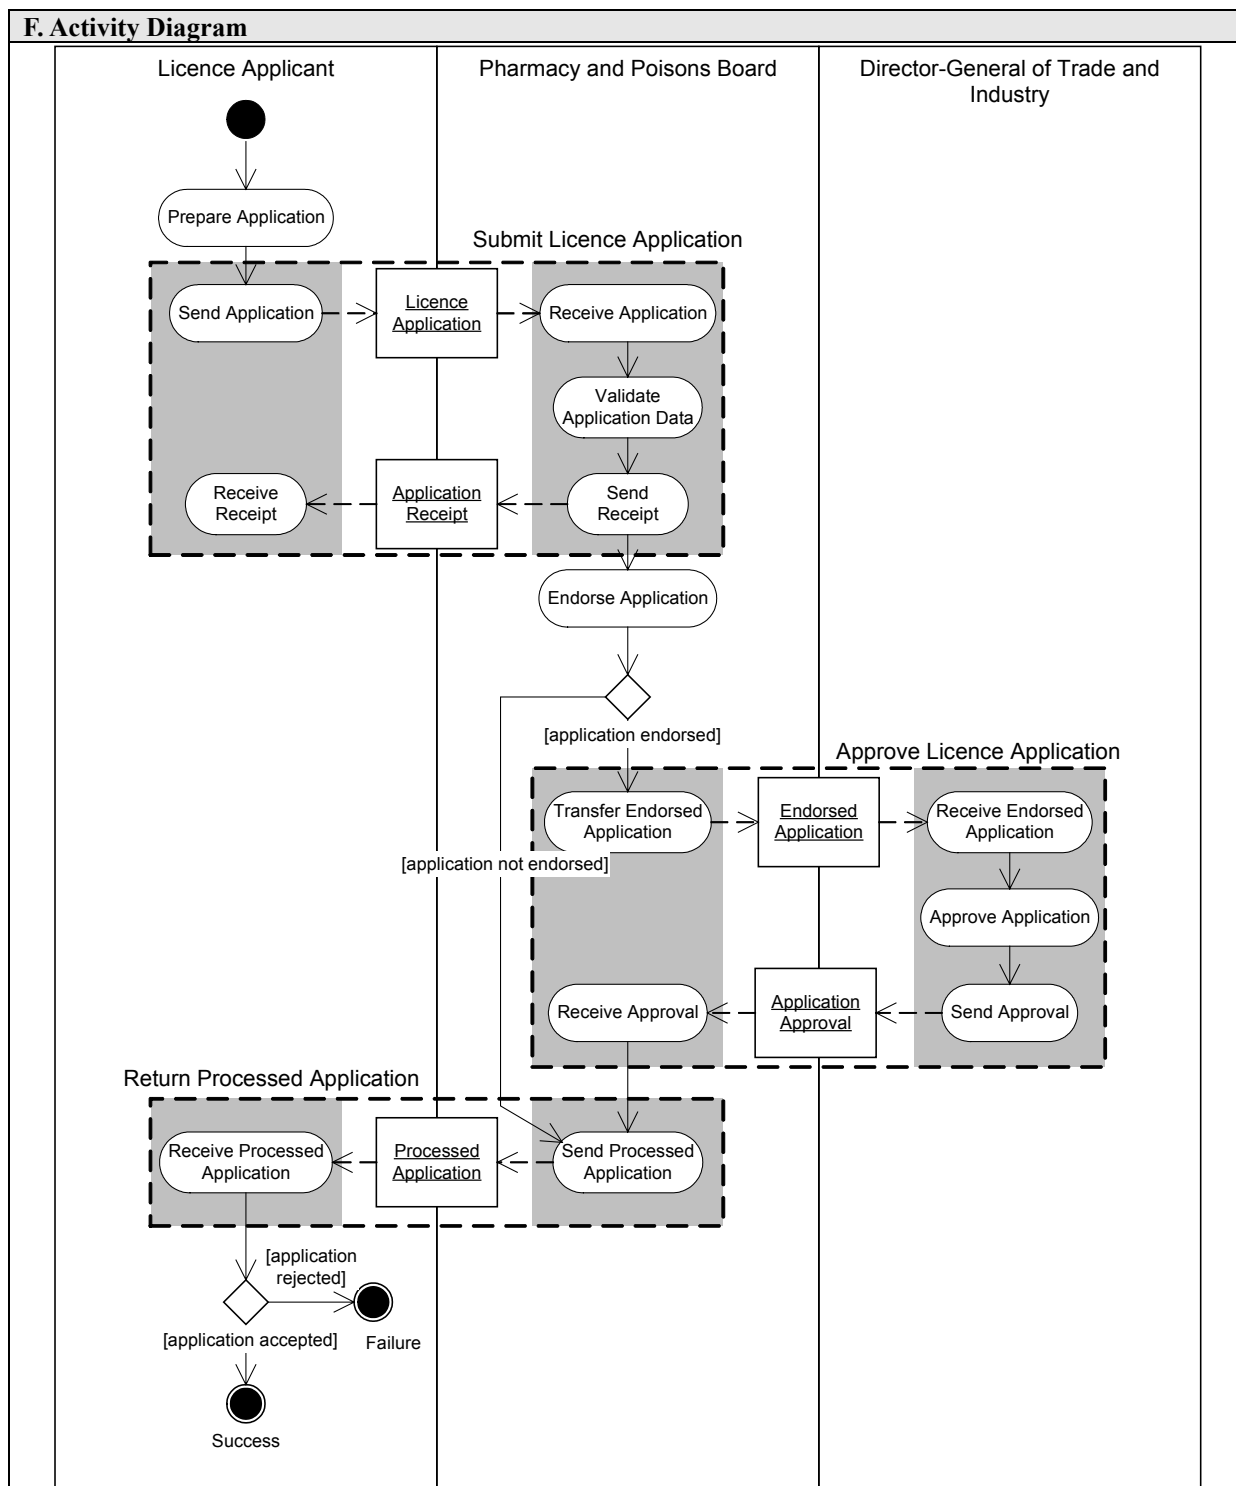 F. Activity Diagram
Licence Applicant
Pharmacy and Poisons Board
Director-General of Trade and
Industry
Prepare Application
Submit Licence Application
Send Application
Licence
Application
Receive Application
Validate
Application Data
Receive
Receipt
Application
Receipt
Send
Receipt
Endorse Application
[application endorsed]
Approve Licence Application
Transfer Endorsed
Application
Endorsed
Application
Receive Endorsed
Application
[application not endorsed]
Approve Application
Receive Approval
Application
Approval
Send Approval
Return Processed Application
Receive Processed
Application
Processed
Application
Send Processed
Application
[application
rejected]
[application accepted]
Failure
Success